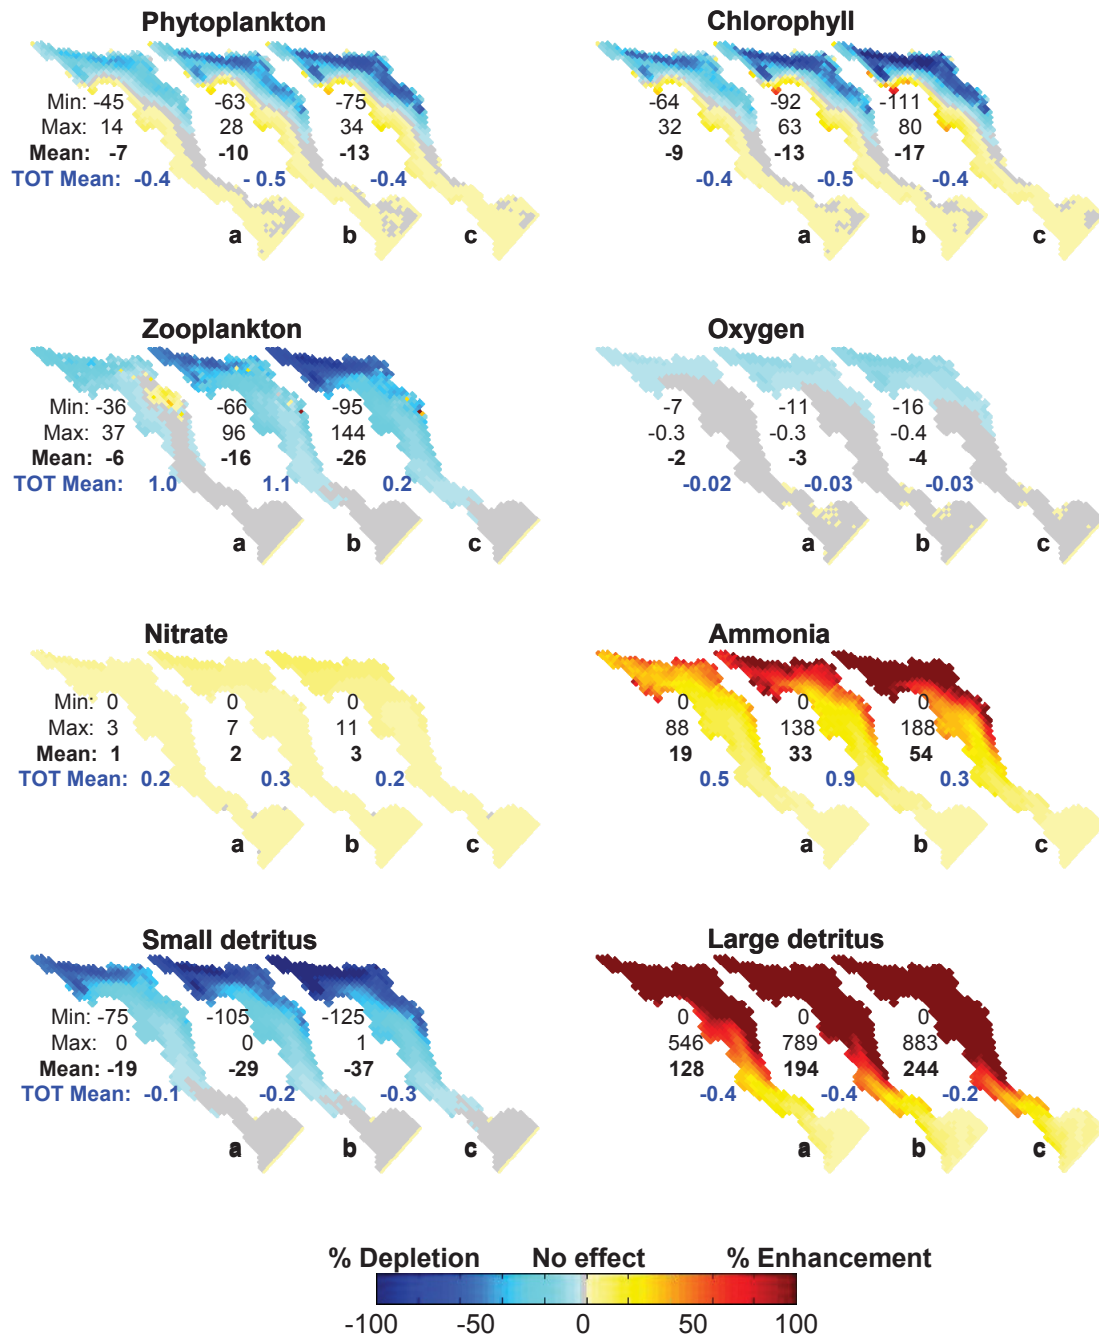 Phytoplankton
Min: -45 -63 -75
Max: 14 28 34
Mean: -7 -10 -13
TOT Mean: -0.4 - 0.5 -0.4
a b c
Chlorophyll
-64 -92 -111
32 63 80
-9 -13 -17
-0.4 -0.5 -0.4
a b c
Zooplankton
Min: -36 -66 -95
Max: 37 96 144
Mean: -6 -16 -26
TOT Mean: 1.0 1.1 0.2
a b c
Oxygen
-7 -11 -16
-0.3 -0.3 -0.4
-2 -3 -4
-0.02 -0.03 -0.03
a b c
Nitrate
Min: 0 0 0
Max: 3 7 11
Mean: 1 2 3
TOT Mean: 0.2 0.3 0.2
a b c
Ammonia
0 0 0
88 138 188
19 33 54
0.5 0.9 0.3
a b c
Small detritus
Min: -75 -105 -125
Max: 0 0 1
Mean: -19 -29 -37
TOT Mean: -0.1 -0.2 -0.3
a b c
Large detritus
0 0 0
546 789 883
128 194 244
-0.4 -0.4 -0.2
a b c
% Depletion No effect % Enhancement
-100 -50 0 50 100